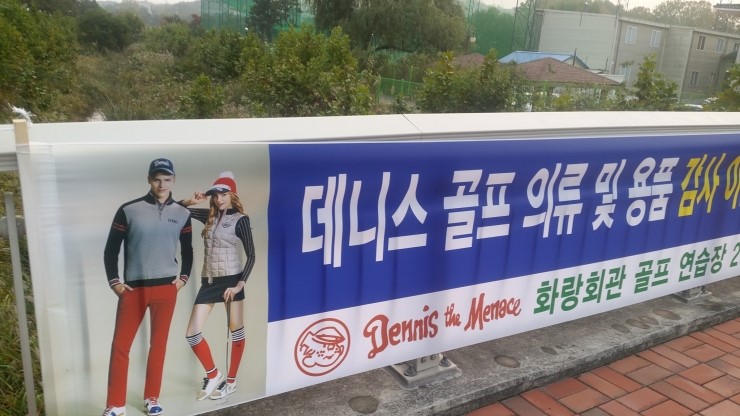 데니스 골프 의류 및 용품 감사
Dennis the Menace 화랑회관 골프 연습장 2